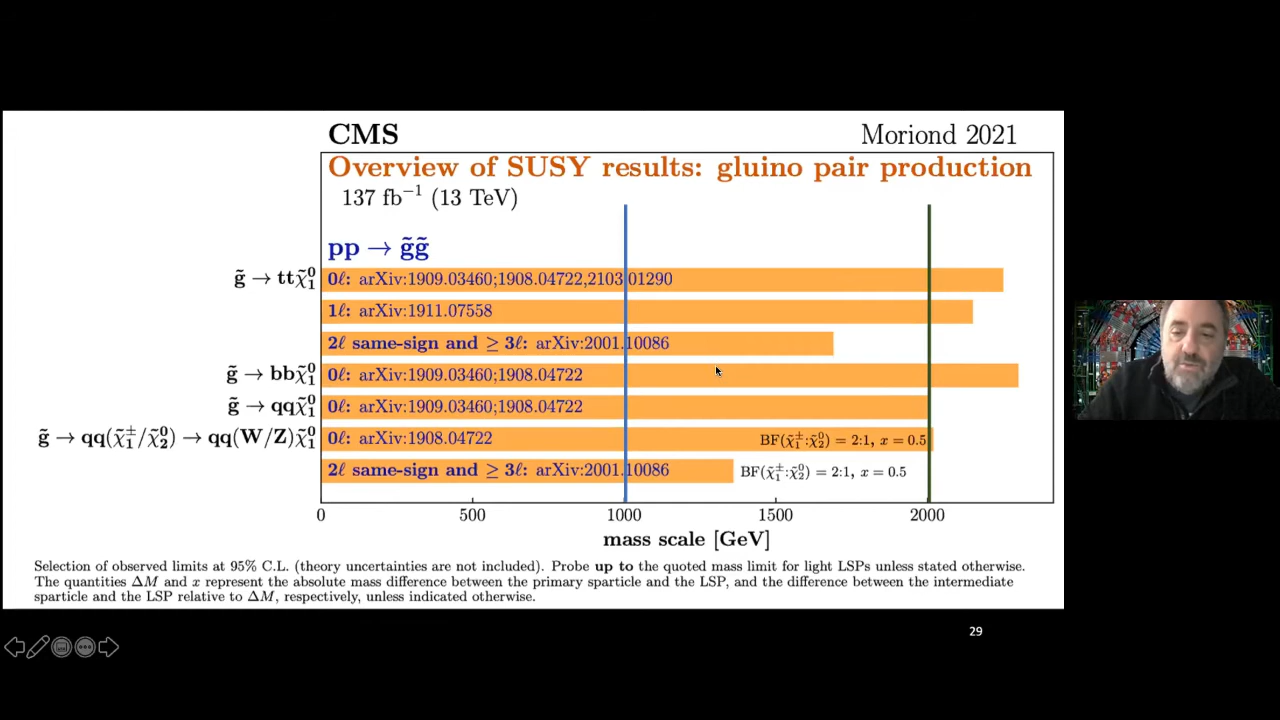 CMS
Moriond 2021
Overview of SUSY results: gluino pair production
137 fb⁻¹ (13 TeV)
pp → g̃g̃
g̃ → ttχ̃⁰₁
0ℓ: arXiv:1909.03460;1908.04722,2103.01290
1ℓ: arXiv:1911.07558
2ℓ same-sign and ≥ 3ℓ: arXiv:2001.10086
g̃ → bbχ̃⁰₁
0ℓ: arXiv:1909.03460;1908.04722
g̃ → qqχ̃⁰₁
0ℓ: arXiv:1909.03460;1908.04722
g̃ → qq(χ̃±₁/χ̃⁰₂) → qq(W/Z)χ̃⁰₁
0ℓ: arXiv:1908.04722
BF(χ̃±₁:χ̃⁰₂) = 2:1, x = 0.5
2ℓ same-sign and ≥ 3ℓ: arXiv:2001.10086
BF(χ̃±₁:χ̃⁰₂) = 2:1, x = 0.5
0 500 1000 1500 2000
mass scale [GeV]
Selection of observed limits at 95% C.L. (theory uncertainties are not included). Probe up to the quoted mass limit for light LSPs unless stated otherwise.
The quantities ΔM and x represent the absolute mass difference between the primary sparticle and the LSP, and the difference between the intermediate
sparticle and the LSP relative to ΔM, respectively, unless indicated otherwise.
29